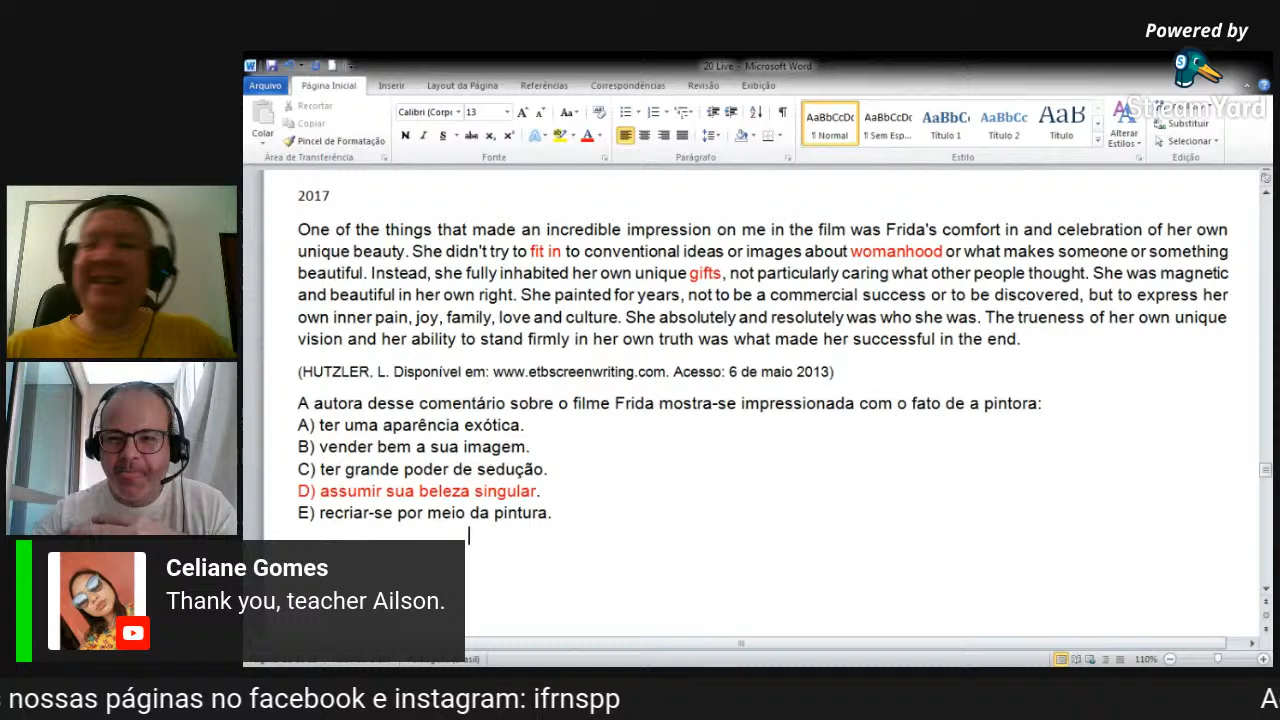 Powered by
StreamYard
20 Live - Microsoft Word
Arquivo Página Inicial Inserir Layout da Página Referências Correspondências Revisão Exibição
Recortar
Copiar
Pincel de Formatação
Colar
Área de Transferência
Calibri (Corp 13
Fonte
Parágrafo
AaBbCcDc AaBbCcDc AaBbC AaBbCc AaB
¶ Normal ¶ Sem Esp... Título 1 Título 2 Título
Alterar
Estilos
Estilo
Substituir
Selecionar
Edição
2017
One of the things that made an incredible impression on me in the film was Frida's comfort in and celebration of her own
unique beauty. She didn't try to fit in to conventional ideas or images about womanhood or what makes someone or something
beautiful. Instead, she fully inhabited her own unique gifts, not particularly caring what other people thought. She was magnetic
and beautiful in her own right. She painted for years, not to be a commercial success or to be discovered, but to express her
own inner pain, joy, family, love and culture. She absolutely and resolutely was who she was. The trueness of her own unique
vision and her ability to stand firmly in her own truth was what made her successful in the end.
(HUTZLER, L. Disponível em: www.etbscreenwriting.com. Acesso: 6 de maio 2013)
A autora desse comentário sobre o filme Frida mostra-se impressionada com o fato de a pintora:
A) ter uma aparência exótica.
B) vender bem a sua imagem.
C) ter grande poder de sedução.
D) assumir sua beleza singular.
E) recriar-se por meio da pintura.
Celiane Gomes
Thank you, teacher Ailson.
110%
nossas páginas no facebook e instagram: ifrnspp
A